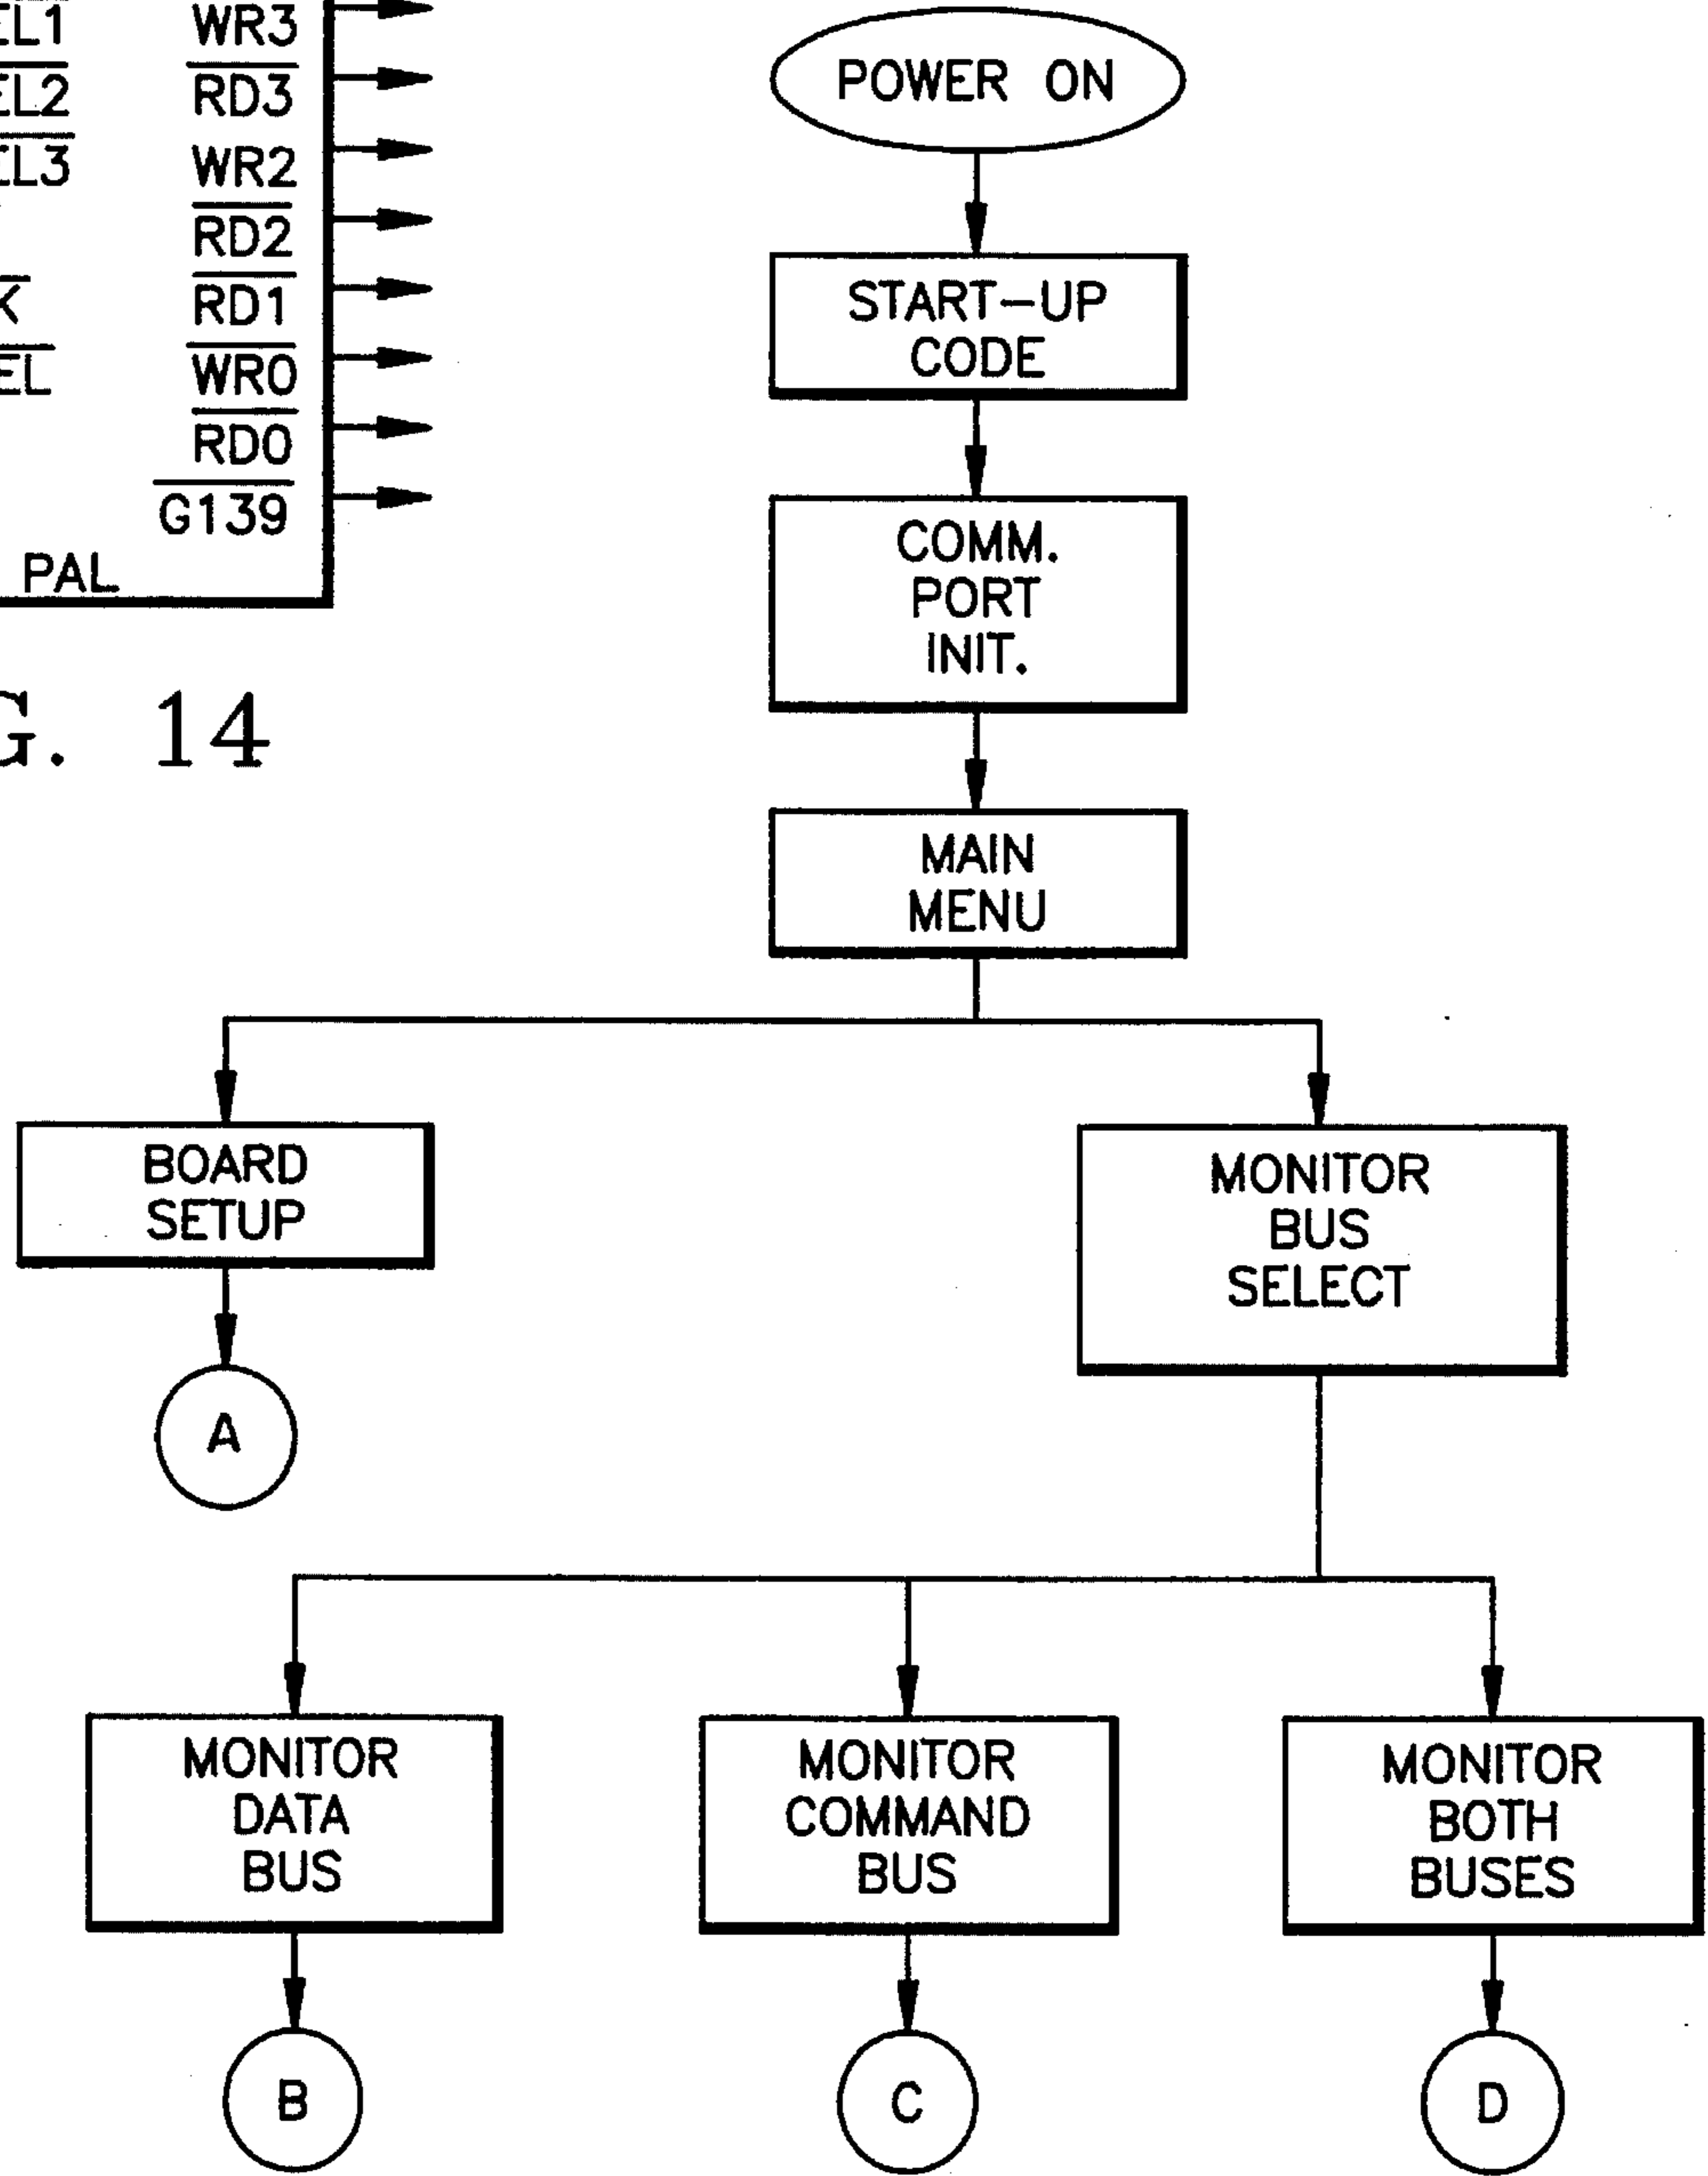 WR3
RD3
WR2
RD2
RD1
WR0
RD0
G139
PAL
14
POWER ON
START-UP
CODE
COMM.
PORT
INIT.
MAIN
MENU
BOARD
SETUP
MONITOR
BUS
SELECT
A
MONITOR
DATA
BUS
MONITOR
COMMAND
BUS
MONITOR
BOTH
BUSES
B
C
D